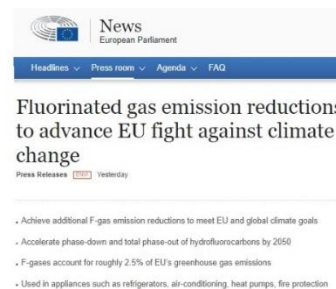 News
European Parliament
Headlines Press room Agenda FAQ
Fluorinated gas emission reductions
to advance EU fight against climate
change
Press Releases ENVI Yesterday
• Achieve additional F-gas emission reductions to meet EU and global climate goals
• Accelerate phase-down and total phase-out of hydrofluorocarbons by 2050
• F-gases account for roughly 2.5% of EU's greenhouse gas emissions
• Used in appliances such as refrigerators, air-conditioning, heat pumps, fire protection